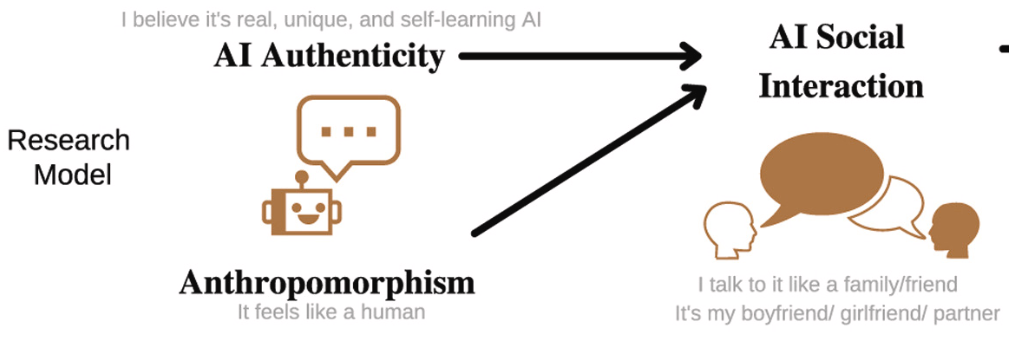 I believe it's real, unique, and self-learning AI
AI Authenticity
AI Social
Interaction
Research
Model
Anthropomorphism
It feels like a human
I talk to it like a family/friend
It's my boyfriend/ girlfriend/ partner